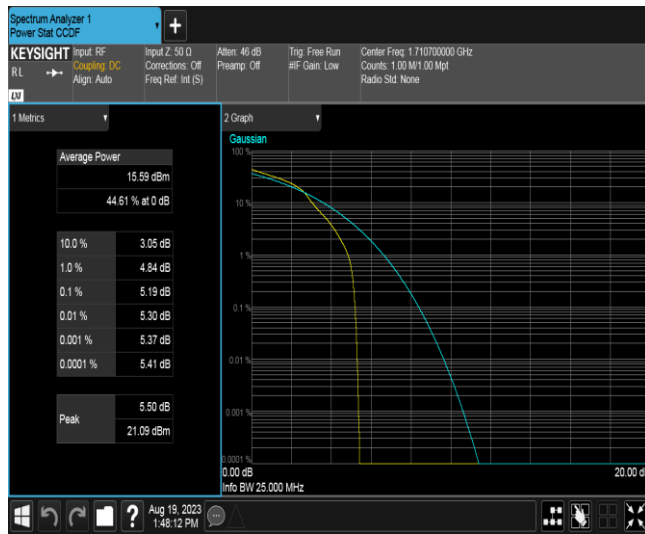 Spectrum Analyzer 1
Power Stat CCDF
+
KEYSIGHT
RL
LXI
Input: RF
Coupling: DC
Align: Auto
Input Z: 50 Ω
Corrections: Off
Freq Ref: Int (S)
Atten: 46 dB
Preamp: Off
Trig: Free Run
#IF Gain: Low
Center Freq: 1.710700000 GHz
Counts: 1.00 M/1.00 Mpt
Radio Std: None
1 Metrics
Average Power
15.59 dBm
44.61 % at 0 dB
10.0 % 3.05 dB
1.0 % 4.84 dB
0.1 % 5.19 dB
0.01 % 5.30 dB
0.001 % 5.37 dB
0.0001 % 5.41 dB
Peak
5.50 dB
21.09 dBm
2 Graph
Gaussian
100 %
10 %
1 %
0.1 %
0.01 %
0.001 %
0.0001 %
0.00 dB
20.00 d
Info BW 25.000 MHz
?
Aug 19, 2023
1:48:12 PM